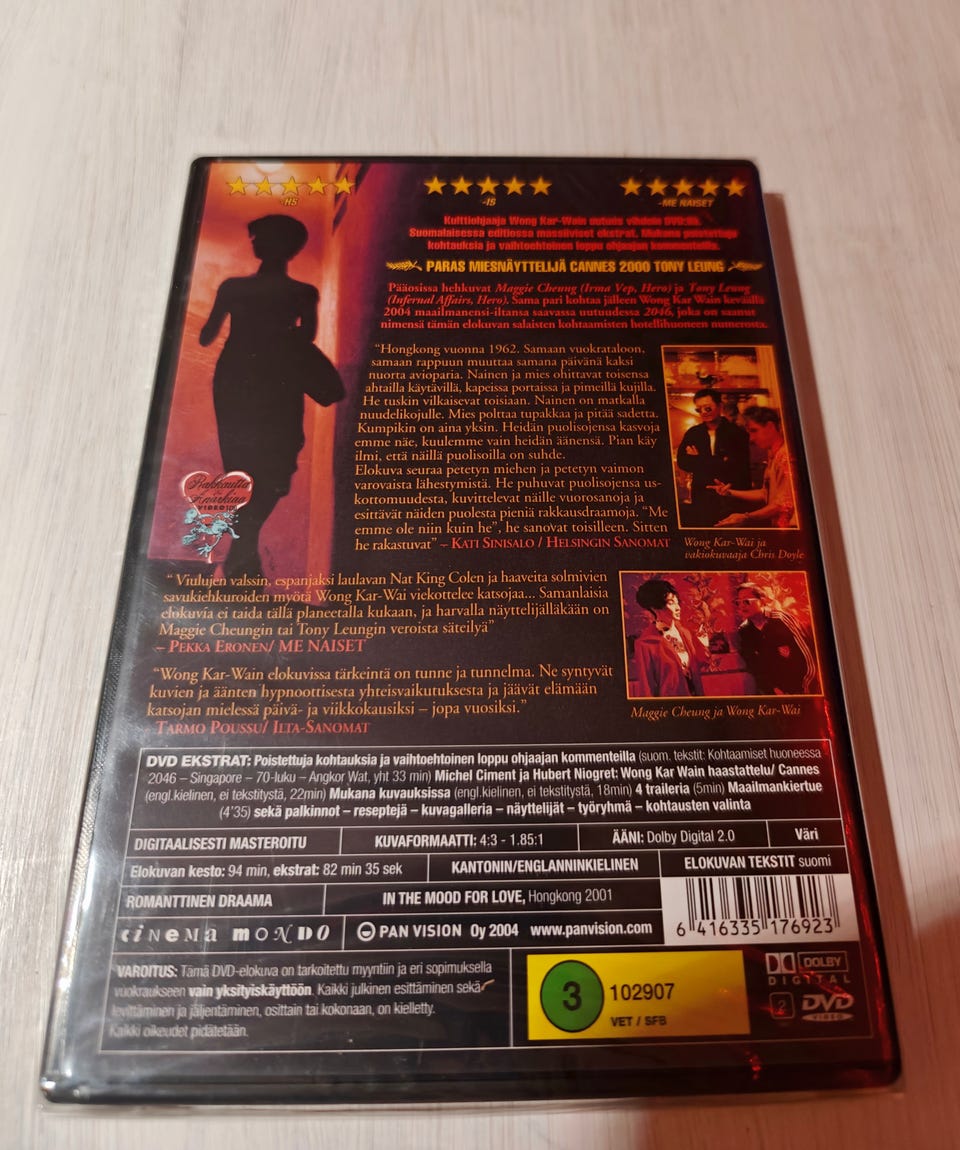 -HS
-IS
-ME NAISET
Kulttiohjaaja Wong Kar-Wain uutuus vihdoin DVD:llä.
Suomalaisessa editiossa massiiviset ekstrat. Mukana poistettuja
kohtauksia ja vaihtoehtoinen loppu ohjaajan kommenteilla.
PARAS MIESNÄYTTELIJÄ CANNES 2000 TONY LEUNG
Pääosissa hehkuvat Maggie Cheung (Irma Vep, Hero) ja Tony Leung
(Infernal Affairs, Hero). Sama pari kohtaa jälleen Wong Kar Wain keväällä
2004 maailmanensi-iltansa saavassa uutuudessa 2046, joka on saanut
nimensä tämän elokuvan salaisten kohtaamisten hotellihuoneen numerosta.
"Hongkong vuonna 1962. Samaan vuokrataloon,
samaan rappuun muuttaa samana päivänä kaksi
nuorta avioparia. Nainen ja mies ohittavat toisensa
ahtailla käytävillä, kapeissa portaissa ja pimeillä kujilla.
He tuskin vilkaisevat toisiaan. Nainen on matkalla
nuudelikojulle. Mies polttaa tupakkaa ja pitää sadetta.
Kumpikin on aina yksin. Heidän puolisojensa kasvoja
emme näe, kuulemme vain heidän äänensä. Pian käy
ilmi, että näillä puolisoilla on suhde.
Elokuva seuraa petetyn miehen ja petetyn vaimon
varovaista lähestymistä. He puhuvat puolisojensa us-
kottomuudesta, kuvittelevat näille vuorosanoja ja
esittävät näiden puolesta pieniä rakkausdraamoja. "Me
emme ole niin kuin he", he sanovat toisilleen. Sitten
he rakastuvat" – KATI SINISALO / HELSINGIN SANOMAT
Wong Kar-Wai ja
vakiokuvaaja Chris Doyle
Rakkautta
& Anarkiaa
VIDEO
"Viulujen valssin, espanjaksi laulavan Nat King Colen ja haaveita solmivien
savukiehkuroiden myötä Wong Kar-Wai viekottelee katsojaa... Samanlaisia
elokuvia ei taida tällä planeetalla kukaan, ja harvalla näyttelijälläkään on
Maggie Cheungin tai Tony Leungin veroista säteilyä"
– PEKKA ERONEN/ ME NAISET
"Wong Kar-Wain elokuvissa tärkeintä on tunne ja tunnelma. Ne syntyvät
kuvien ja äänten hypnoottisesta yhteisvaikutuksesta ja jäävät elämään
katsojan mielessä päivä- ja viikkokausiksi – jopa vuosiksi."
- TARMO POUSSU/ ILTA-SANOMAT
Maggie Cheung ja Wong Kar-Wai
DVD EKSTRAT: Poistettuja kohtauksia ja vaihtoehtoinen loppu ohjaajan kommenteilla (suom. tekstit: Kohtaamiset huoneessa
2046 – Singapore – 70-luku – Angkor Wat, yht 33 min) Michel Ciment ja Hubert Niogret: Wong Kar Wain haastattelu/ Cannes
(engl.kielinen, ei tekstitystä, 22min) Mukana kuvauksissa (engl.kielinen, ei tekstitystä, 18min) 4 traileria (5min) Maailmankiertue
(4'35) sekä palkinnot – reseptejä – kuvagalleria – näyttelijät – työryhmä – kohtausten valinta
DIGITAALISESTI MASTEROITU
KUVAFORMAATTI: 4:3 - 1.85:1
ÄÄNI: Dolby Digital 2.0
Väri
Elokuvan kesto: 94 min, ekstrat: 82 min 35 sek
KANTONIN/ENGLANNINKIELINEN
ELOKUVAN TEKSTIT suomi
ROMANTTINEN DRAAMA
IN THE MOOD FOR LOVE, Hongkong 2001
6 416335 176923
CINEMA MONDO
PAN VISION Oy 2004 www.panvision.com
VAROITUS: Tämä DVD-elokuva on tarkoitettu myyntiin ja eri sopimuksella
vuokraukseen vain yksityiskäyttöön. Kaikki julkinen esittäminen sekä
levittäminen ja jäljentäminen, osittain tai kokonaan, on kielletty.
Kaikki oikeudet pidätetään.
3
102907
VET / SFB
DOLBY
DIGITAL
2
DVD
VIDEO